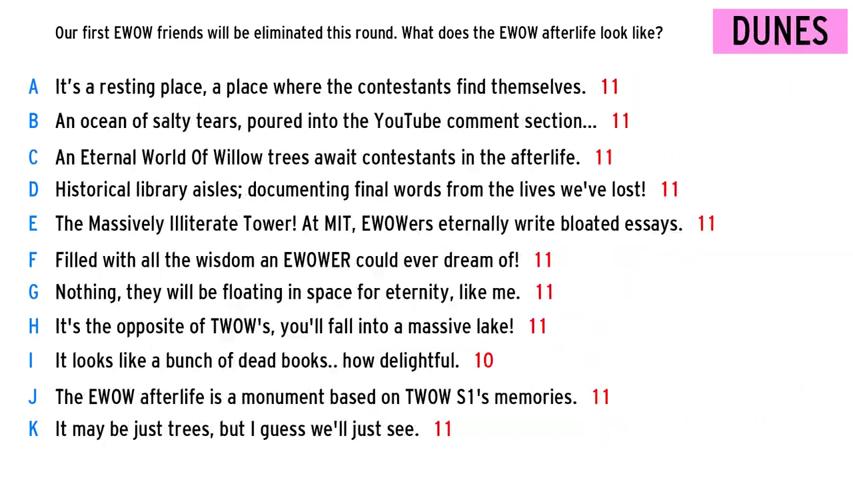 Our first EWOW friends will be eliminated this round. What does the EWOW afterlife look like?
DUNES
A It's a resting place, a place where the contestants find themselves. 11
B An ocean of salty tears, poured into the YouTube comment section... 11
C An Eternal World Of Willow trees await contestants in the afterlife. 11
D Historical library aisles; documenting final words from the lives we've lost! 11
E The Massively Illiterate Tower! At MIT, EWOWers eternally write bloated essays. 11
F Filled with all the wisdom an EWOWER could ever dream of! 11
G Nothing, they will be floating in space for eternity, like me. 11
H It's the opposite of TWOW's, you'll fall into a massive lake! 11
I It looks like a bunch of dead books.. how delightful. 10
J The EWOW afterlife is a monument based on TWOW S1's memories. 11
K It may be just trees, but I guess we'll just see. 11